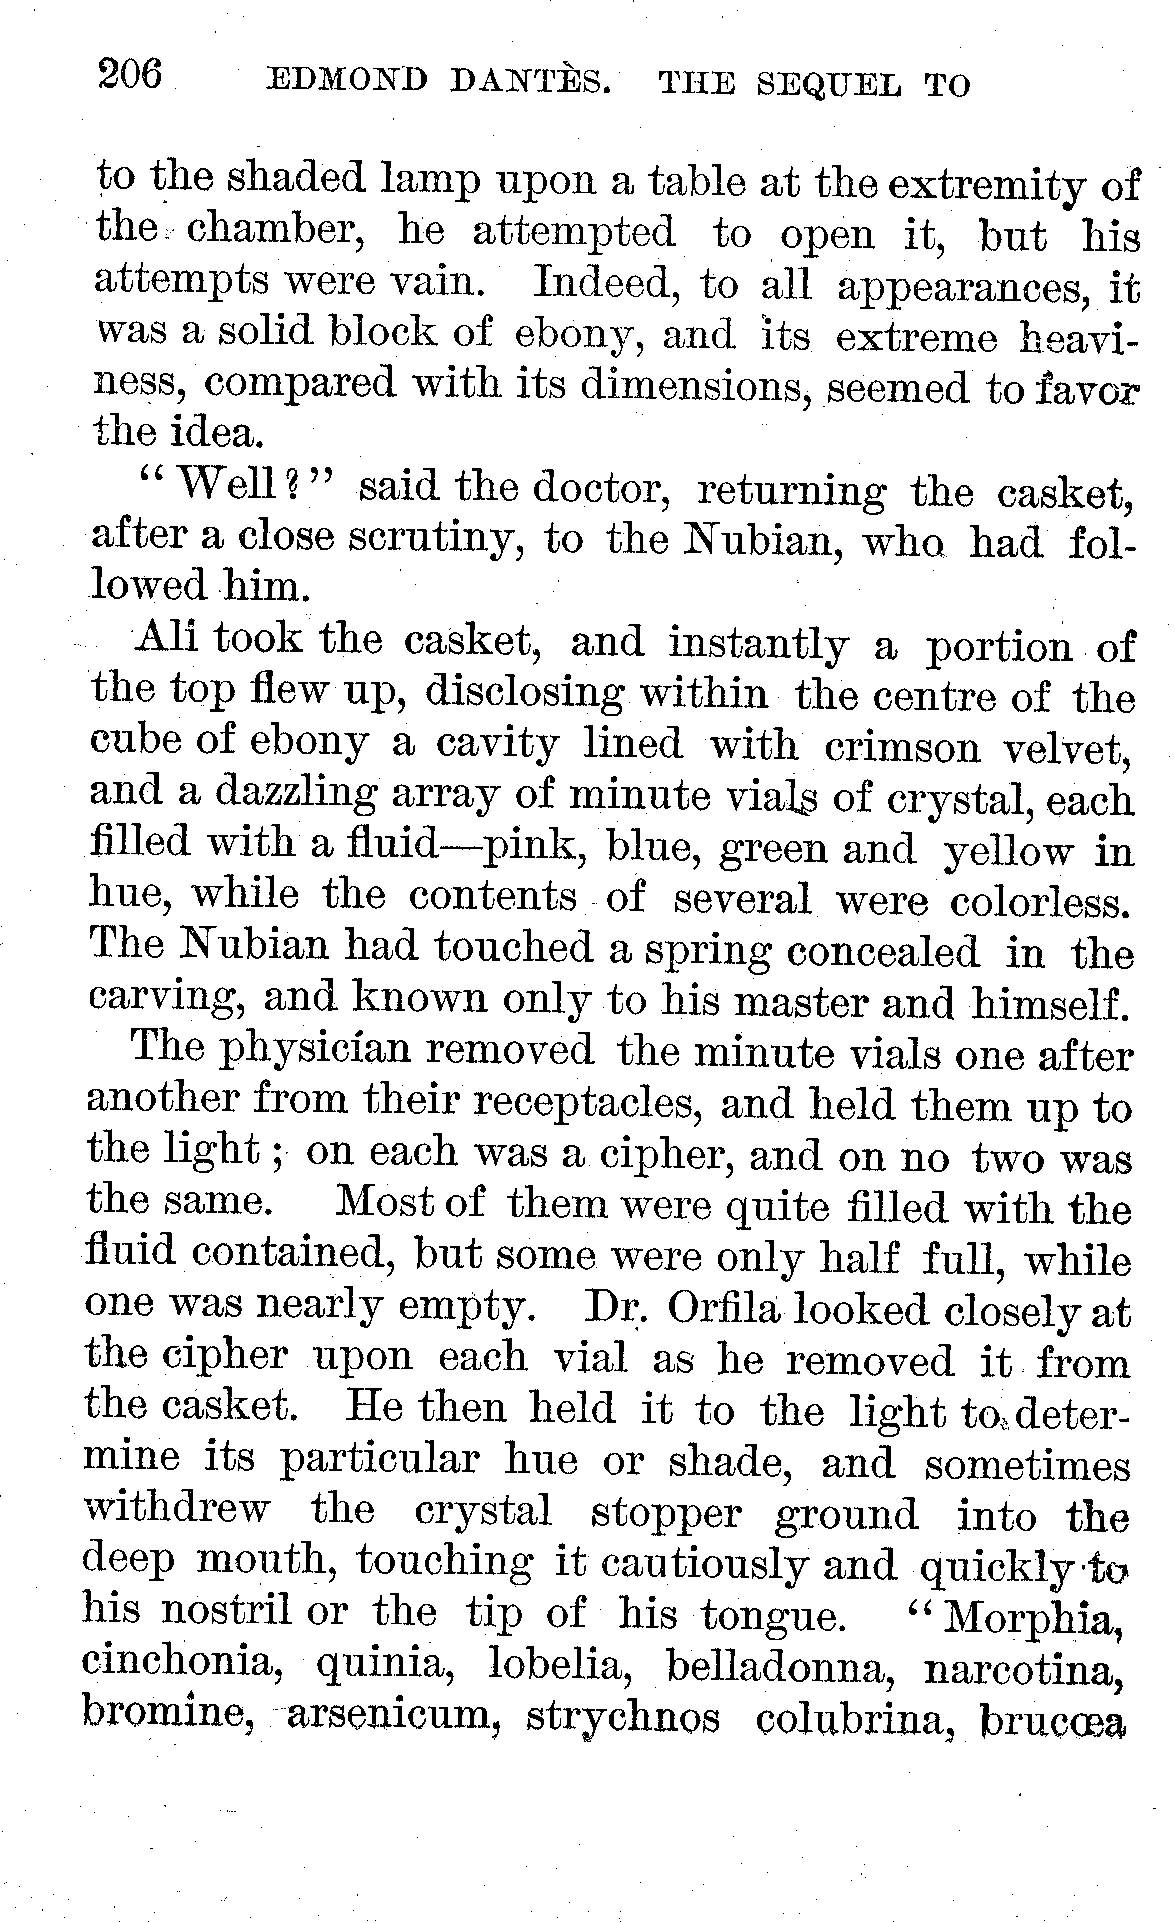 206 EDMOND DANTÈS. THE SEQUEL TO
to the shaded lamp upon a table at the extremity of
the chamber, he attempted to open it, but his
attempts were vain. Indeed, to all appearances, it
was a solid block of ebony, and its extreme heavi-
ness, compared with its dimensions, seemed to favor
the idea.
“Well?” said the doctor, returning the casket,
after a close scrutiny, to the Nubian, who had fol-
lowed him.
Ali took the casket, and instantly a portion of
the top flew up, disclosing within the centre of the
cube of ebony a cavity lined with crimson velvet,
and a dazzling array of minute vials of crystal, each
filled with a fluid—pink, blue, green and yellow in
hue, while the contents of several were colorless.
The Nubian had touched a spring concealed in the
carving, and known only to his master and himself.
The physician removed the minute vials one after
another from their receptacles, and held them up to
the light; on each was a cipher, and on no two was
the same. Most of them were quite filled with the
fluid contained, but some were only half full, while
one was nearly empty. Dr. Orfila looked closely at
the cipher upon each vial as he removed it from
the casket. He then held it to the light to deter-
mine its particular hue or shade, and sometimes
withdrew the crystal stopper ground into the
deep mouth, touching it cautiously and quickly to
his nostril or the tip of his tongue. “Morphia,
cinchonia, quinia, lobelia, belladonna, narcotina,
bromine, arsenicum, strychnos colubrina, brucœa